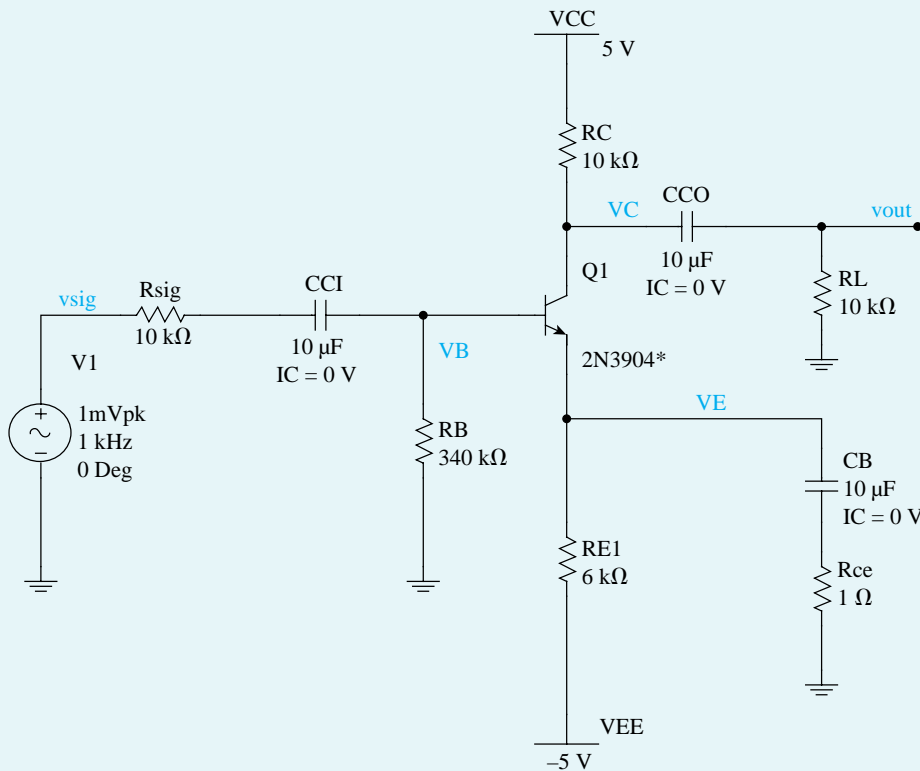 VCC
5 V
RC
10 kΩ
CCO
VC
vout
10 µF
IC = 0 V
Q1
RL
10 kΩ
Rsig
CCI
vsig
10 kΩ
10 µF
IC = 0 V
VB
2N3904*
V1
VE
+
1mVpk
1 kHz
0 Deg
–
RB
340 kΩ
CB
10 µF
IC = 0 V
RE1
6 kΩ
Rce
1 Ω
VEE
–5 V